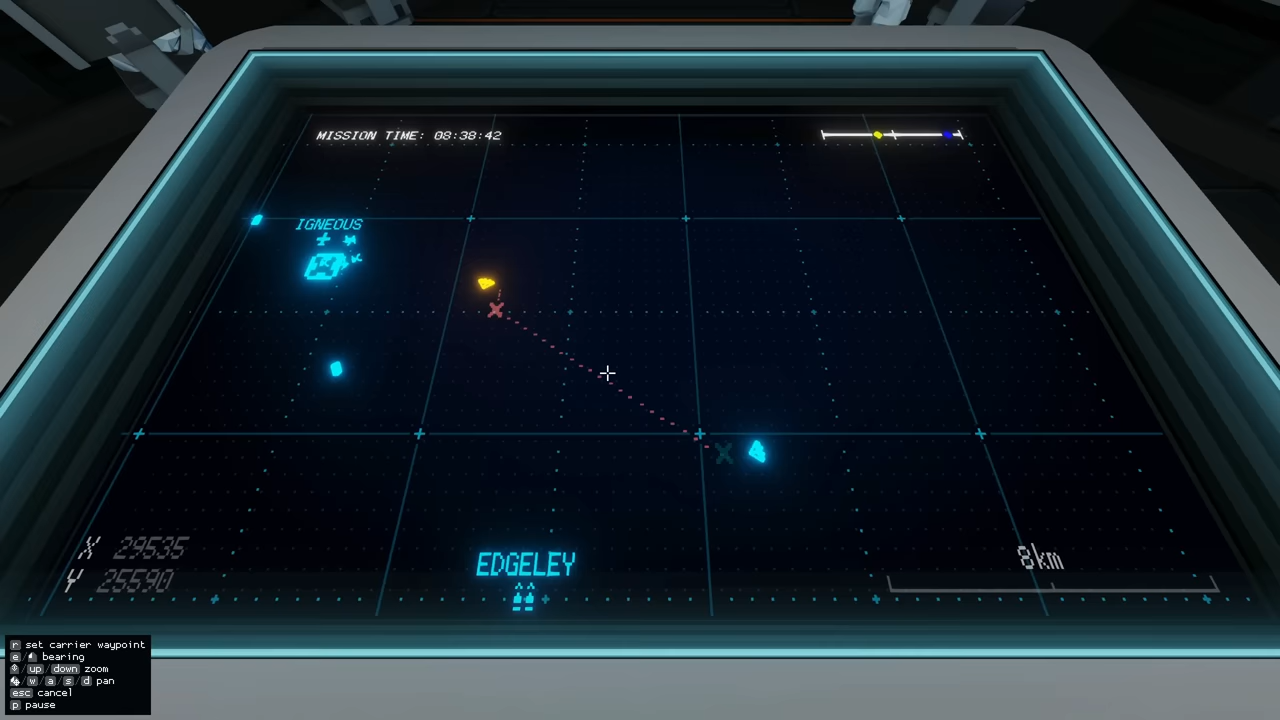 MISSION TIME: 08:38:42
IGNEOUS
EDGELEY
X 29535
Y 25590
8km
r set carrier waypoint
e / bearing
/ up / down zoom
/ w / a / s / d pan
esc cancel
p pause